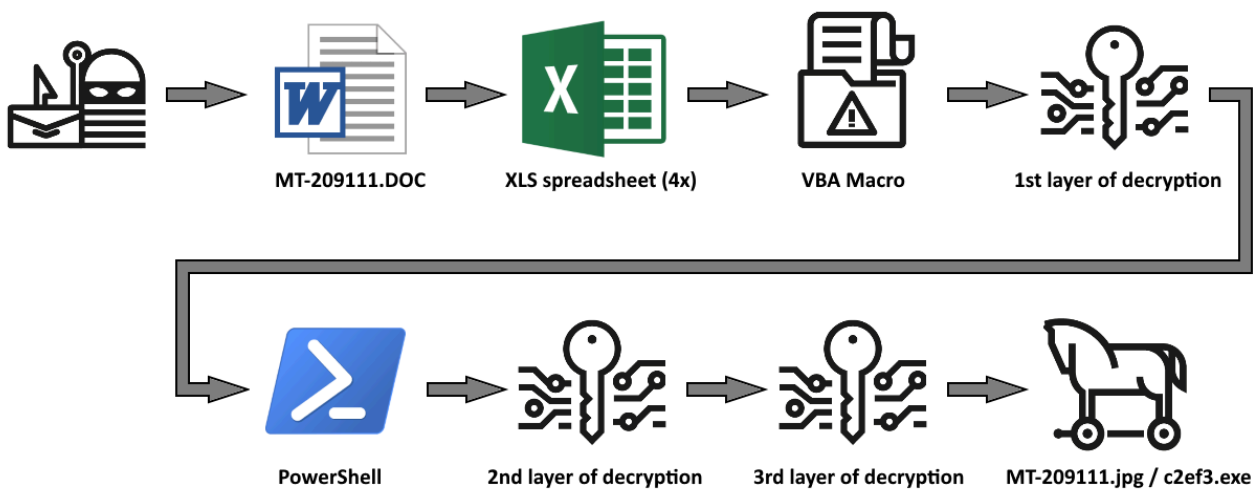 W
X
MT-209111.DOC
XLS spreadsheet (4x)
VBA Macro
1st layer of decryption
PowerShell
2nd layer of decryption
3rd layer of decryption
MT-209111.jpg / c2ef3.exe